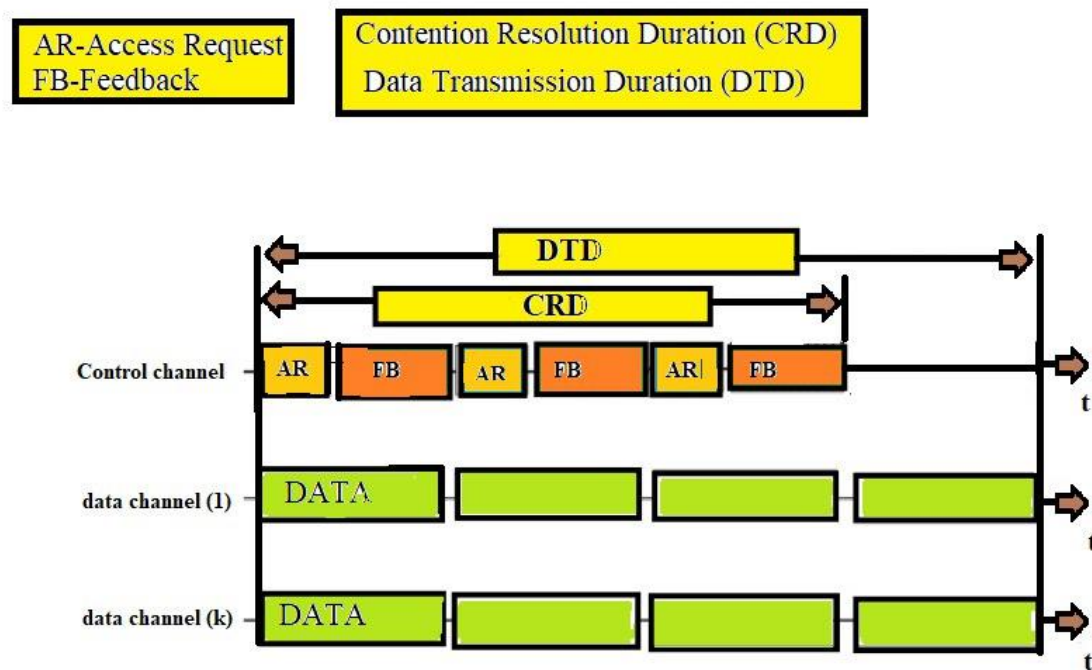 AR-Access Request
FB-Feedback
Contention Resolution Duration (CRD)
Data Transmission Duration (DTD)
DTD
CRD
Control channel
AR
FB
AR
FB
AR
FB
t
data channel (1)
DATA
t
data channel (k)
DATA
t